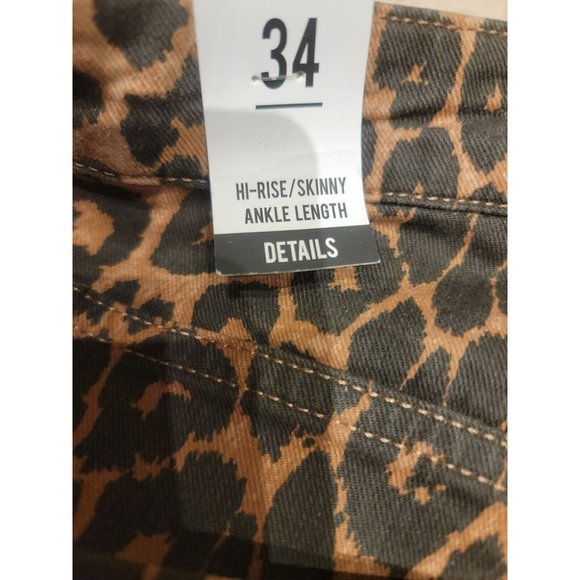 34
HI-RISE/SKINNY
ANKLE LENGTH
DETAILS